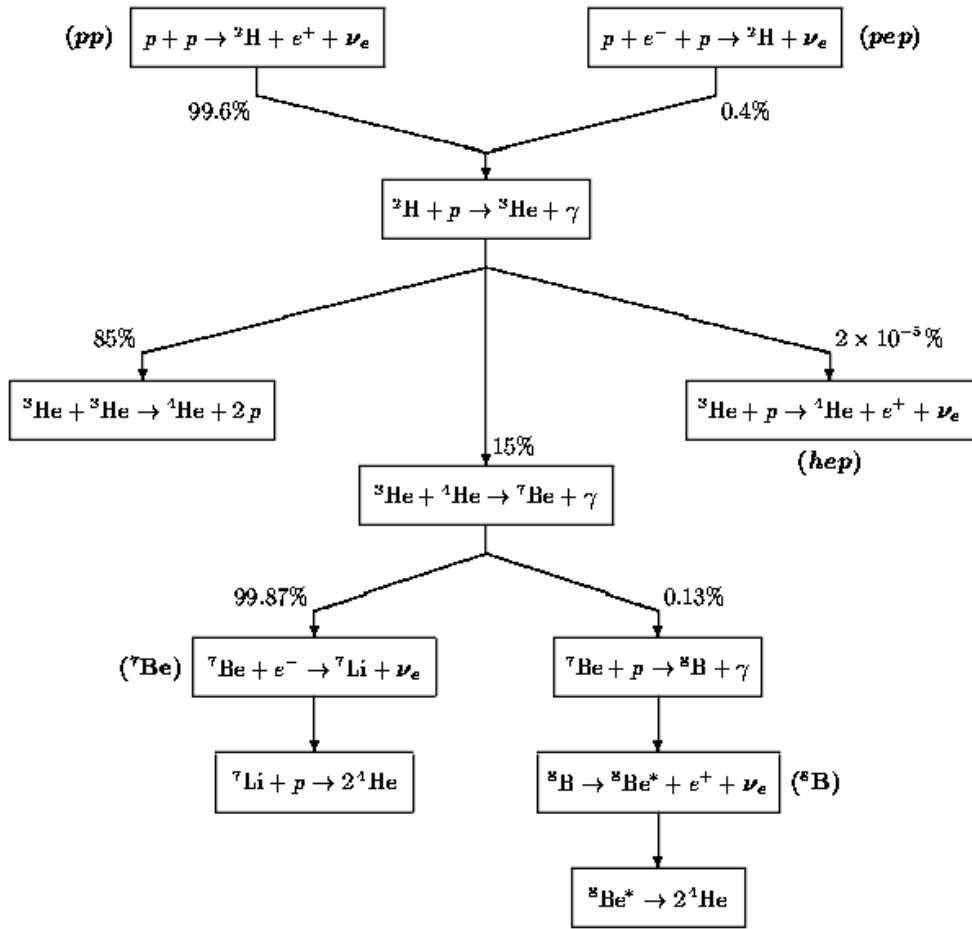 (pp) p + p → ²H + e⁺ + νₑ
p + e⁻ + p → ²H + νₑ (pep)
99.6%
0.4%
²H + p → ³He + γ
85%
2 × 10⁻⁵%
³He + ³He → ⁴He + 2 p
³He + p → ⁴He + e⁺ + νₑ
15%
(hep)
³He + ⁴He → ⁷Be + γ
99.87%
0.13%
(⁷Be) ⁷Be + e⁻ → ⁷Li + νₑ
⁷Be + p → ⁸B + γ
⁷Li + p → 2 ⁴He
⁸B → ⁸Be* + e⁺ + νₑ (⁸B)
⁸Be* → 2 ⁴He